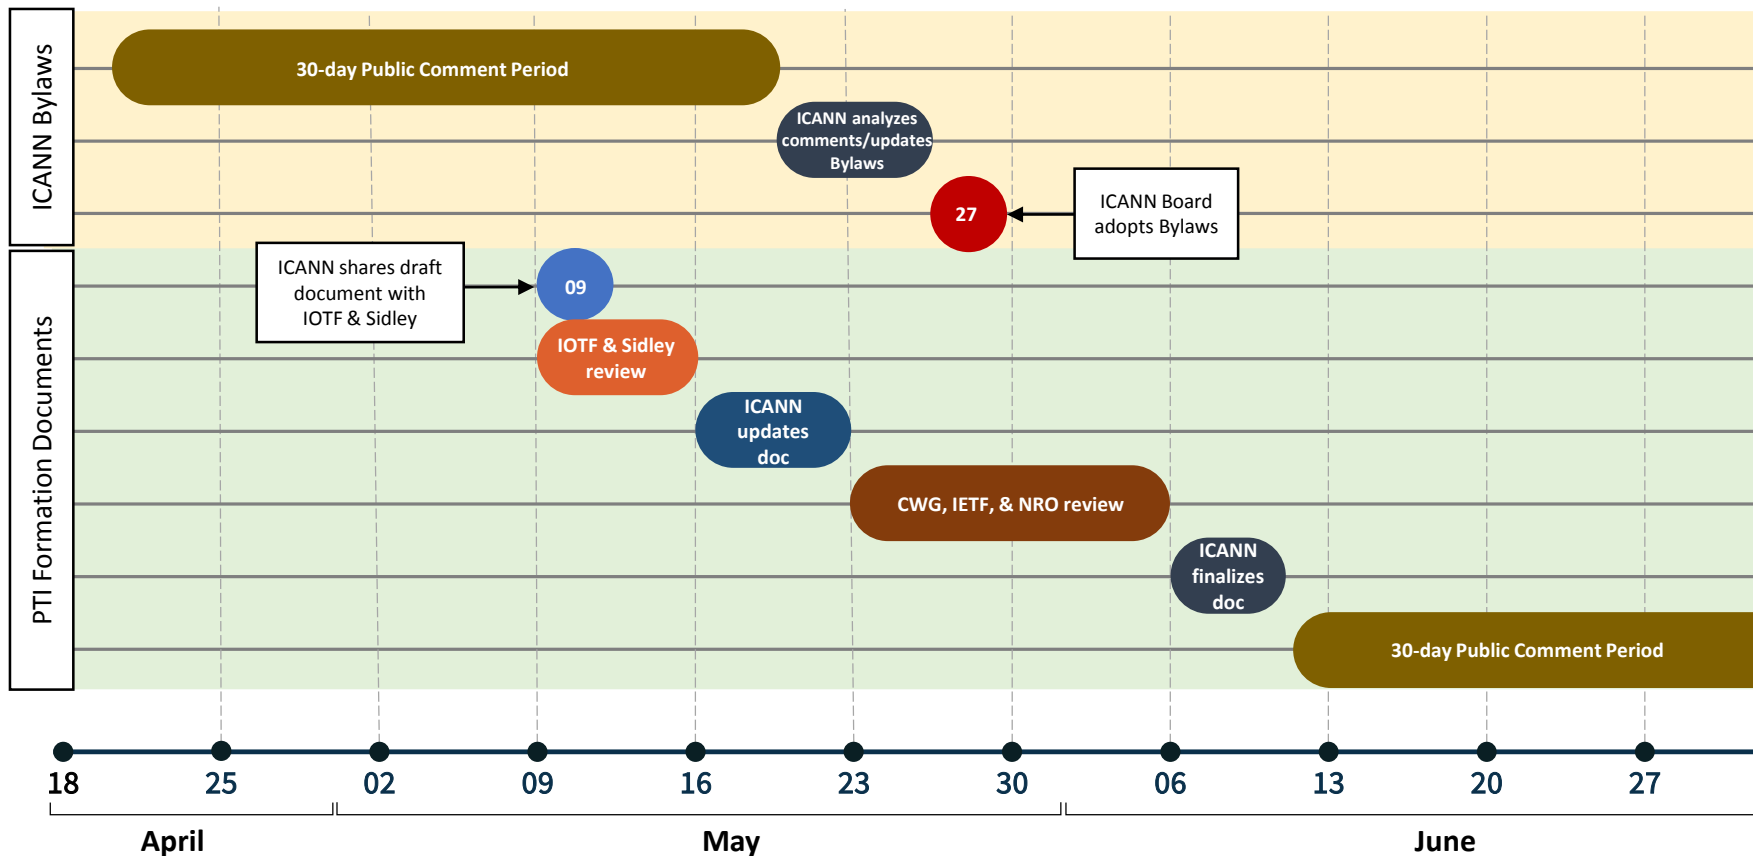 ICANN Bylaws
30-day Public Comment Period
ICANN analyzes
comments/updates
Bylaws
27
ICANN Board
adopts Bylaws
PTI Formation Documents
ICANN shares draft
document with
IOTF & Sidley
09
IOTF & Sidley
review
ICANN
updates
doc
CWG, IETF, & NRO review
ICANN
finalizes
doc
30-day Public Comment Period
18 25 02 09 16 23 30 06 13 20 27
April May June